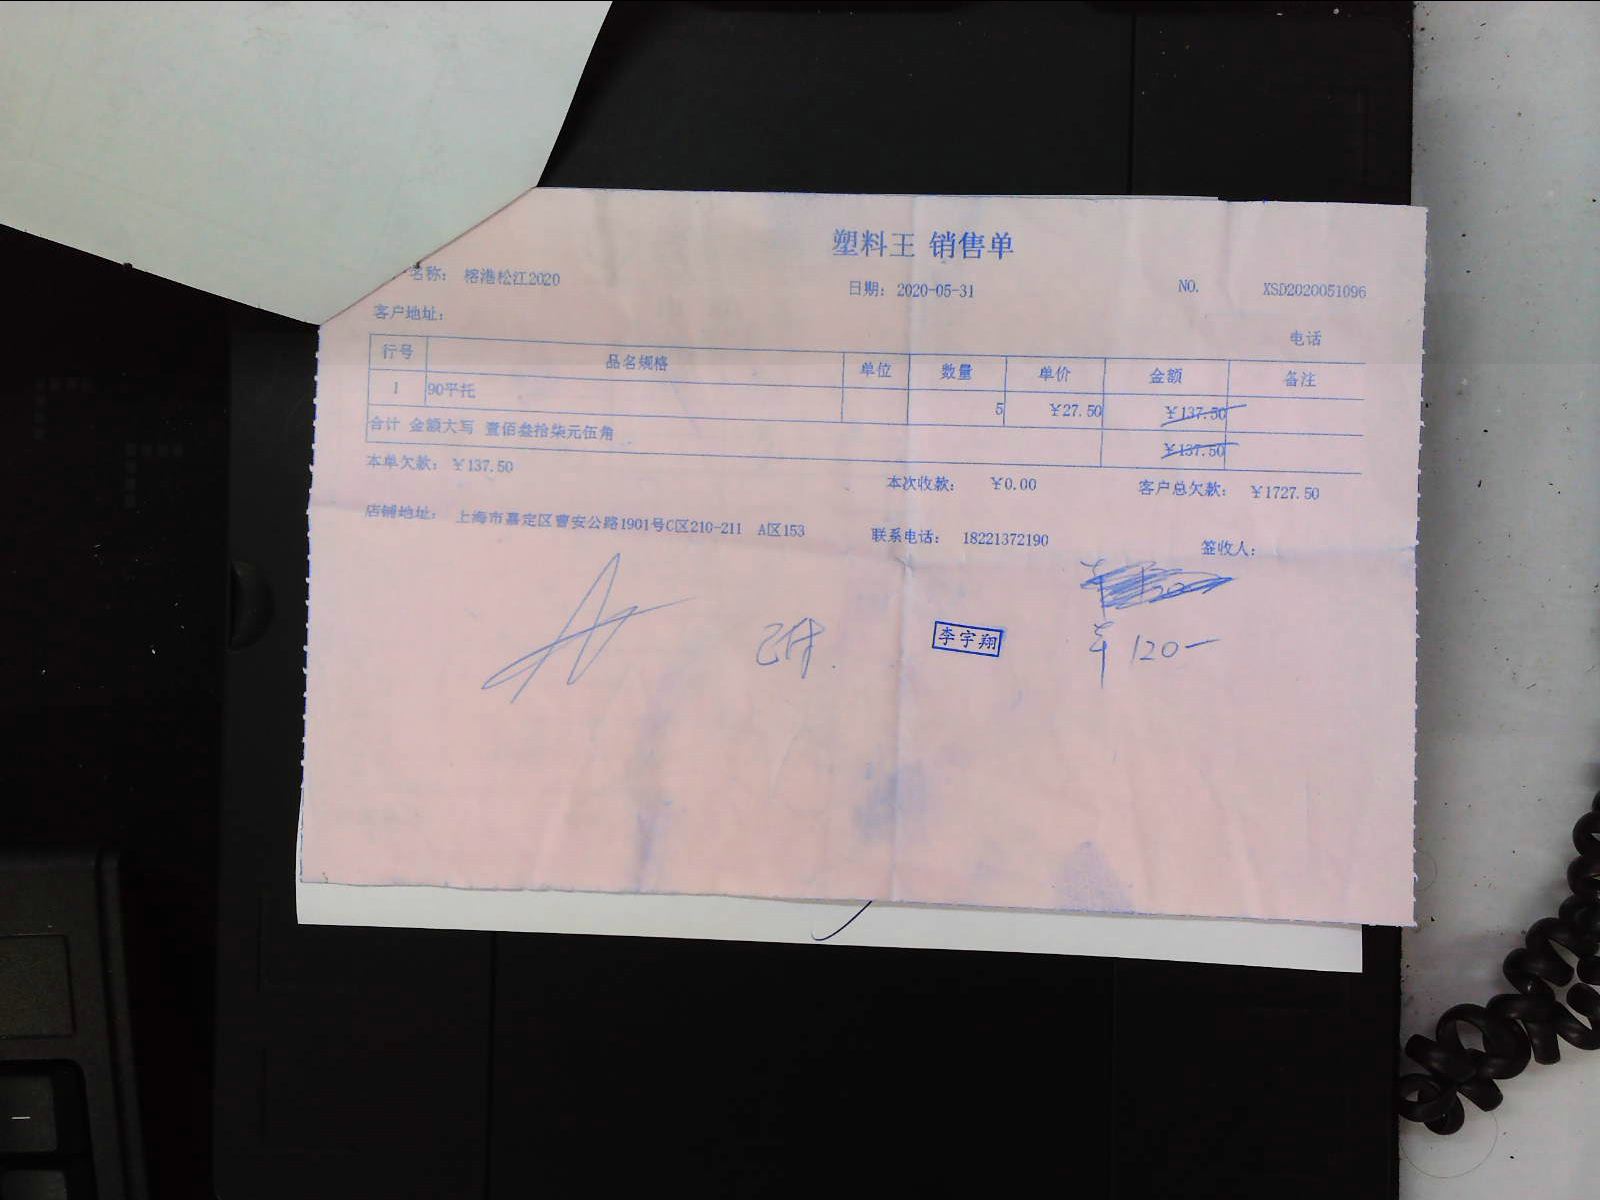 塑料王 销售单
名称： 榕港松江2020 日期： 2020-05-31 NO. XSD2020051096
客户地址： 电话
行号 品名规格 单位 数量 单价 金额 备注
1 90平托 5 ￥27.50 ￥137.50
合计 金额大写 壹佰叁拾柒元伍角 ￥137.50
本单欠款： ￥137.50 本次收款： ￥0.00 客户总欠款： ￥1727.50
店铺地址： 上海市嘉定区曹安公路1901号C区210-211 A区153 联系电话： 18221372190 签收人：
李宇翔 120-